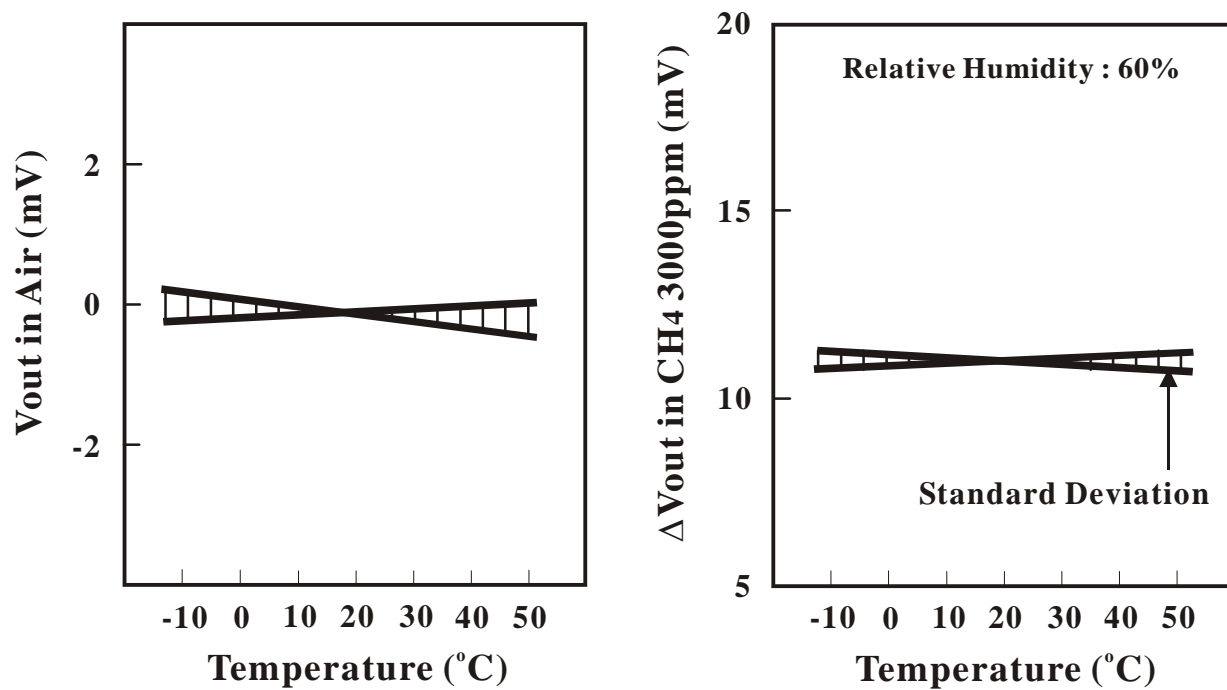 Vout in Air (mV)
2
0
-2
-10 0 10 20 30 40 50
Temperature (°C)
ΔVout in CH4 3000ppm (mV)
20
15
10
5
Relative Humidity : 60%
Standard Deviation
-10 0 10 20 30 40 50
Temperature (°C)